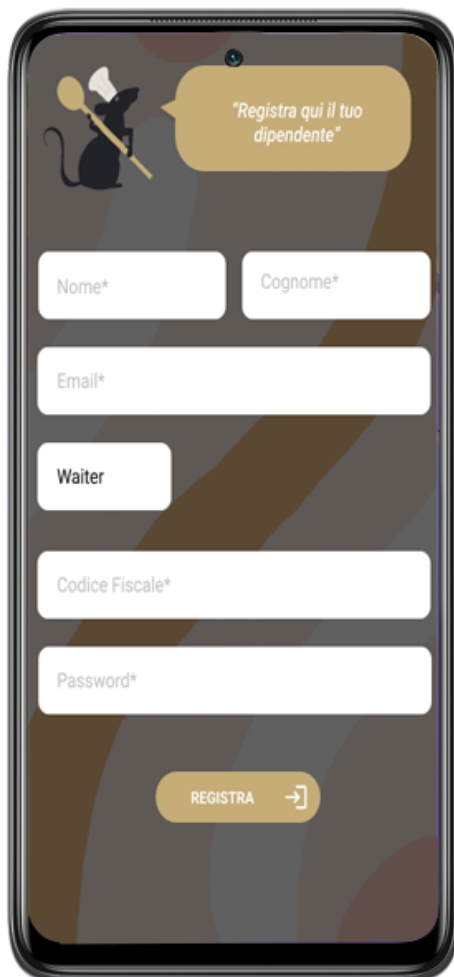 "Registra qui il tuo
dipendente"
Nome*
Cognome*
Email*
Waiter
Codice Fiscale*
Password*
REGISTRA